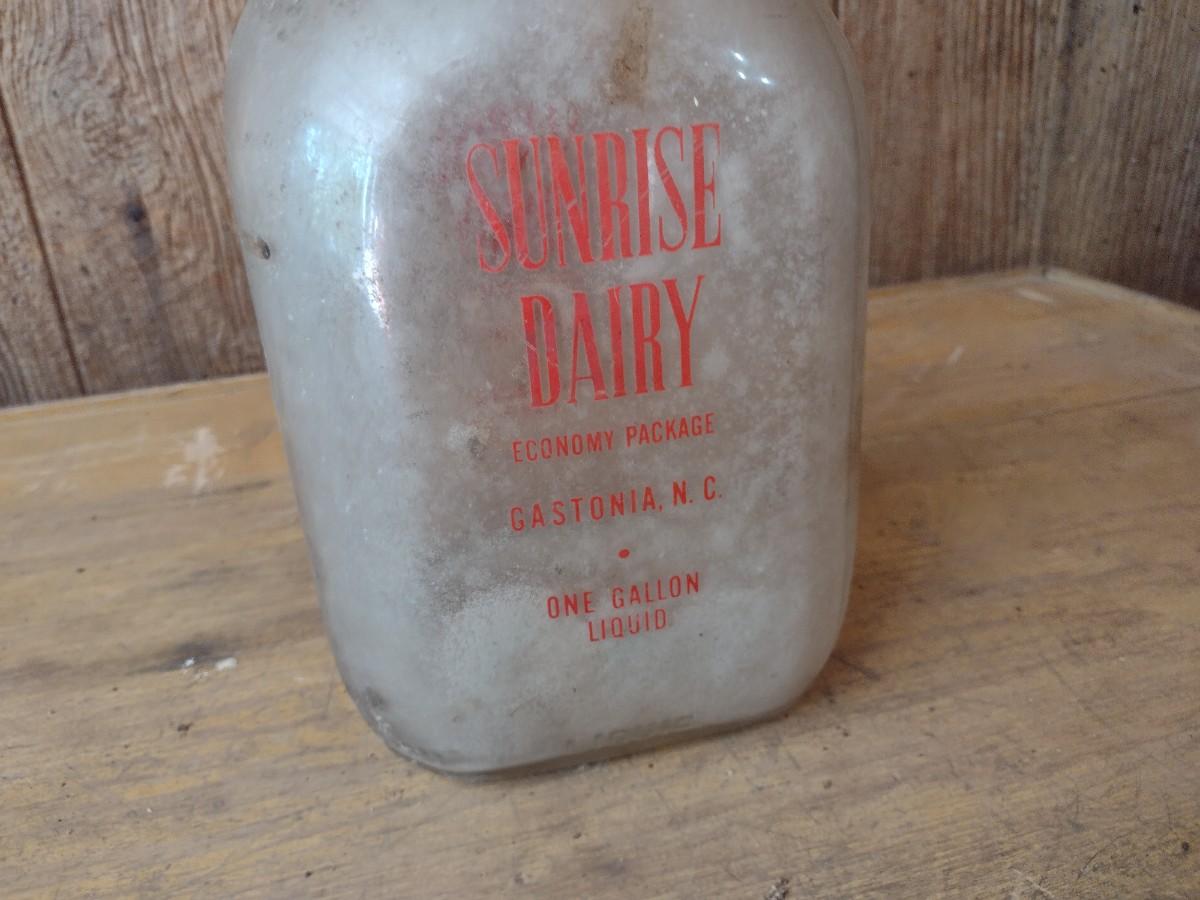 SUNRISE
DAIRY
ECONOMY PACKAGE
GASTONIA, N. C.
•
ONE GALLON
LIQUID